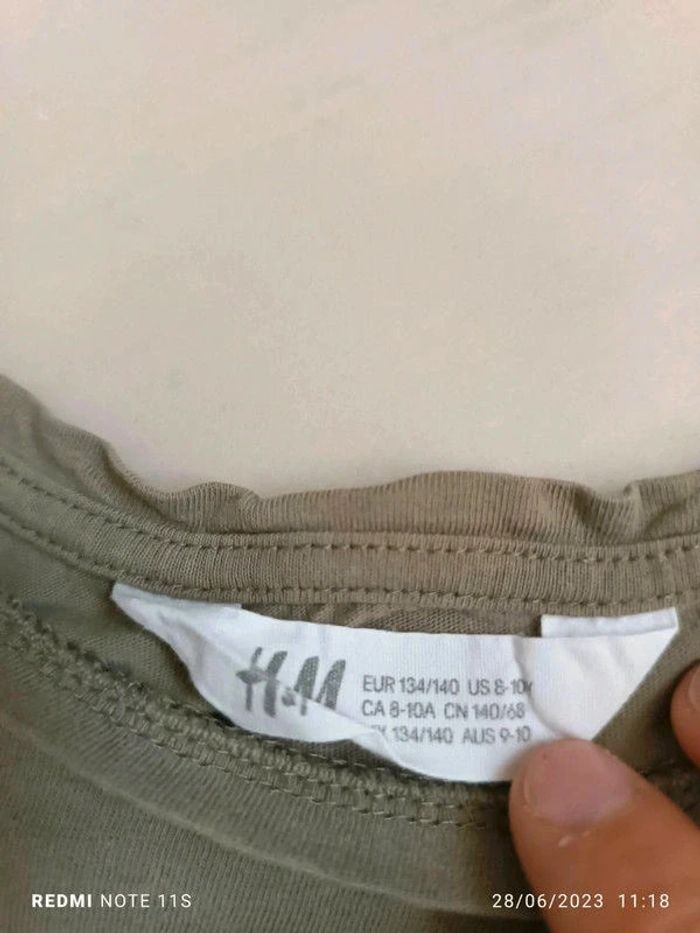 H&M
EUR 134/140 US 8-10Y
CA 8-10A CN 140/68
134/140 AUS 9-10
REDMI NOTE 11S
28/06/2023 11:18